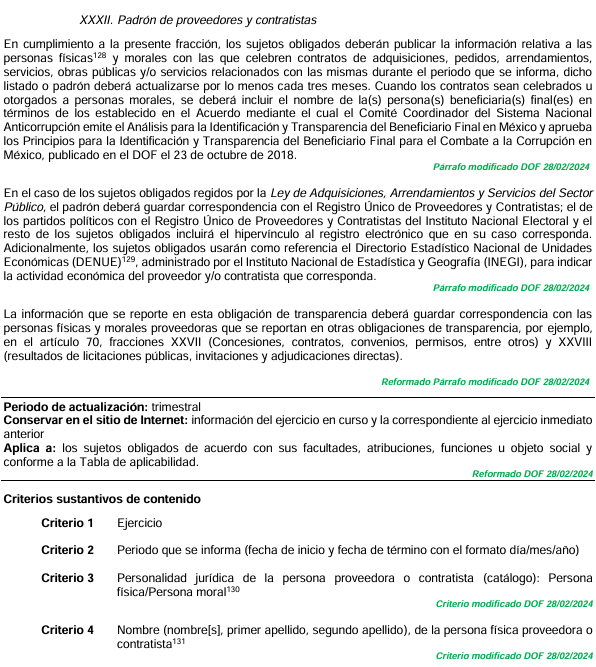 XXXII. Padrón de proveedores y contratistas
En cumplimiento a la presente fracción, los sujetos obligados deberán publicar la información relativa a las
personas físicas128 y morales con las que celebren contratos de adquisiciones, pedidos, arrendamientos,
servicios, obras públicas y/o servicios relacionados con las mismas durante el periodo que se informa, dicho
listado o padrón deberá actualizarse por lo menos cada tres meses. Cuando los contratos sean celebrados u
otorgados a personas morales, se deberá incluir el nombre de la(s) persona(s) beneficiaria(s) final(es) en
términos de los establecido en el Acuerdo mediante el cual el Comité Coordinador del Sistema Nacional
Anticorrupción emite el Análisis para la Identificación y Transparencia del Beneficiario Final en México y aprueba
los Principios para la Identificación y Transparencia del Beneficiario Final para el Combate a la Corrupción en
México, publicado en el DOF el 23 de octubre de 2018.
Párrafo modificado DOF 28/02/2024
En el caso de los sujetos obligados regidos por la Ley de Adquisiciones, Arrendamientos y Servicios del Sector
Público, el padrón deberá guardar correspondencia con el Registro Único de Proveedores y Contratistas; el de
los partidos políticos con el Registro Único de Proveedores y Contratistas del Instituto Nacional Electoral y el
resto de los sujetos obligados incluirá el hipervínculo al registro electrónico que en su caso corresponda.
Adicionalmente, los sujetos obligados usarán como referencia el Directorio Estadístico Nacional de Unidades
Económicas (DENUE)129, administrado por el Instituto Nacional de Estadística y Geografía (INEGI), para indicar
la actividad económica del proveedor y/o contratista que corresponda.
Párrafo modificado DOF 28/02/2024
La información que se reporte en esta obligación de transparencia deberá guardar correspondencia con las
personas físicas y morales proveedoras que se reportan en otras obligaciones de transparencia, por ejemplo,
en el artículo 70, fracciones XXVII (Concesiones, contratos, convenios, permisos, entre otros) y XXVIII
(resultados de licitaciones públicas, invitaciones y adjudicaciones directas).
Reformado Párrafo modificado DOF 28/02/2024
Periodo de actualización: trimestral
Conservar en el sitio de Internet: información del ejercicio en curso y la correspondiente al ejercicio inmediato
anterior
Aplica a: los sujetos obligados de acuerdo con sus facultades, atribuciones, funciones u objeto social y
conforme a la Tabla de aplicabilidad.
Reformado DOF 28/02/2024
Criterios sustantivos de contenido
Criterio 1 Ejercicio
Criterio 2 Periodo que se informa (fecha de inicio y fecha de término con el formato día/mes/año)
Criterio 3 Personalidad jurídica de la persona proveedora o contratista (catálogo): Persona
física/Persona moral130
Criterio modificado DOF 28/02/2024
Criterio 4 Nombre (nombre[s], primer apellido, segundo apellido), de la persona física proveedora o
contratista131
Criterio modificado DOF 28/02/2024